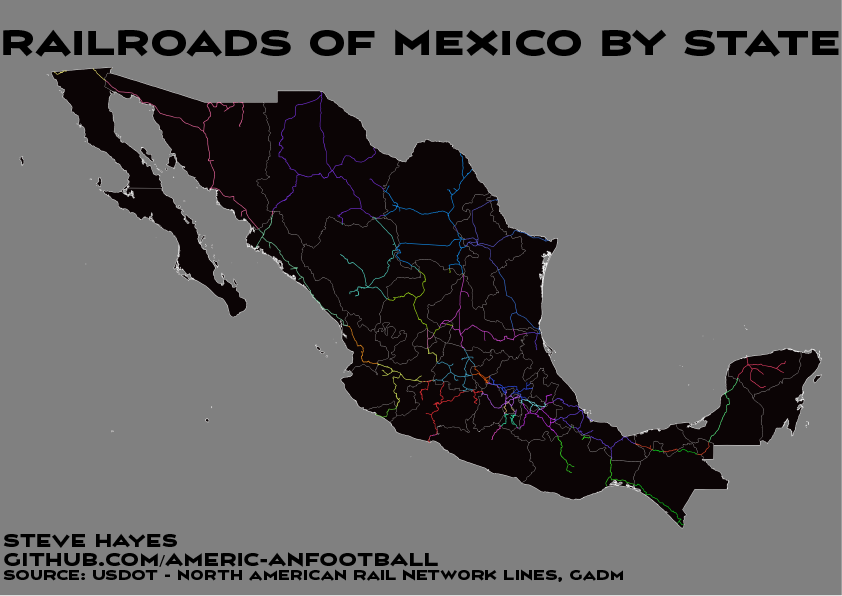 RAILROADS OF MEXICO BY STATE
STEVE HAYES
GITHUB.COM/AMERIC-ANFOOTBALL
SOURCE: USDOT - NORTH AMERICAN RAIL NETWORK LINES, GADM